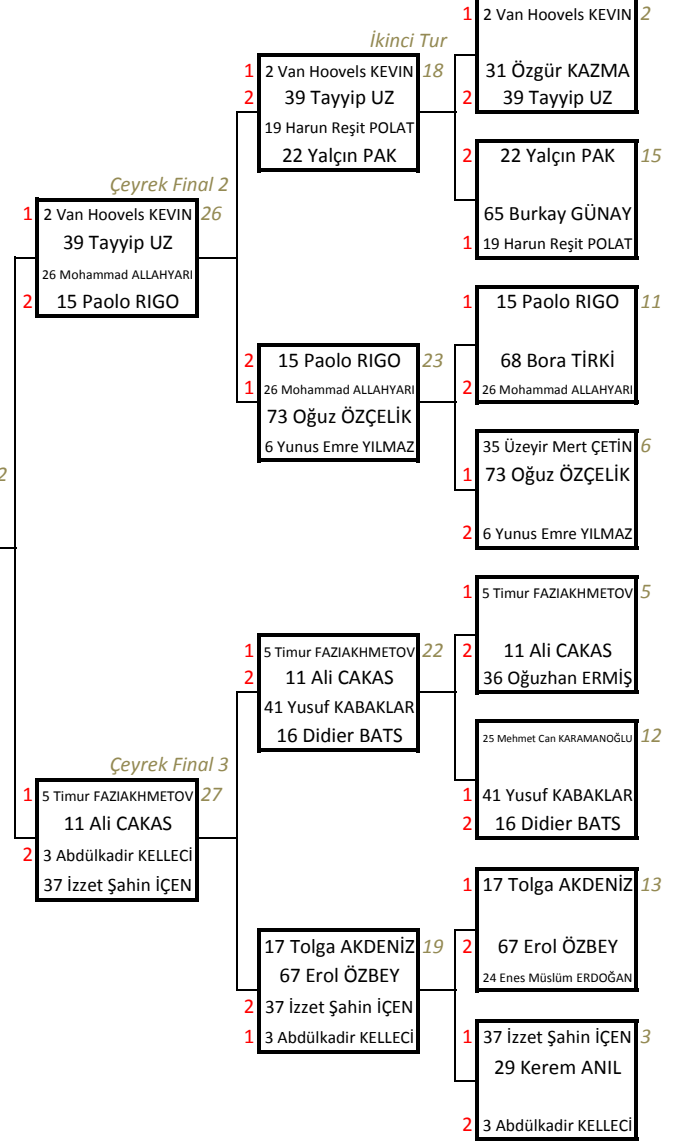 1 2 Van Hoovels KEVIN 2
31 Özgür KAZMA
2 39 Tayyip UZ
İkinci Tur
1 2 Van Hoovels KEVIN 18
2 39 Tayyip UZ
19 Harun Reşit POLAT
22 Yalçın PAK
2 22 Yalçın PAK 15
65 Burkay GÜNAY
1 19 Harun Reşit POLAT
Çeyrek Final 2
1 2 Van Hoovels KEVIN 26
39 Tayyip UZ
26 Mohammad ALLAHYARI
2 15 Paolo RIGO
1 15 Paolo RIGO 11
68 Bora TİRKİ
2 26 Mohammad ALLAHYARI
2 15 Paolo RIGO 23
1 26 Mohammad ALLAHYARI
73 Oğuz ÖZÇELİK
6 Yunus Emre YILMAZ
35 Üzeyir Mert ÇETİN 6
1 73 Oğuz ÖZÇELİK
2 6 Yunus Emre YILMAZ
2
1 5 Timur FAZIAKHMETOV 5
2 11 Ali CAKAS
36 Oğuzhan ERMİŞ
1 5 Timur FAZIAKHMETOV 22
2 11 Ali CAKAS
41 Yusuf KABAKLAR
16 Didier BATS
25 Mehmet Can KARAMANOĞLU 12
1 41 Yusuf KABAKLAR
2 16 Didier BATS
Çeyrek Final 3
1 5 Timur FAZIAKHMETOV 27
11 Ali CAKAS
2 3 Abdülkadir KELLECİ
37 İzzet Şahin İÇEN
1 17 Tolga AKDENİZ 13
2 67 Erol ÖZBEY
24 Enes Müslüm ERDOĞAN
17 Tolga AKDENİZ 19
67 Erol ÖZBEY
2 37 İzzet Şahin İÇEN
1 3 Abdülkadir KELLECİ
1 37 İzzet Şahin İÇEN 3
29 Kerem ANIL
2 3 Abdülkadir KELLECİ